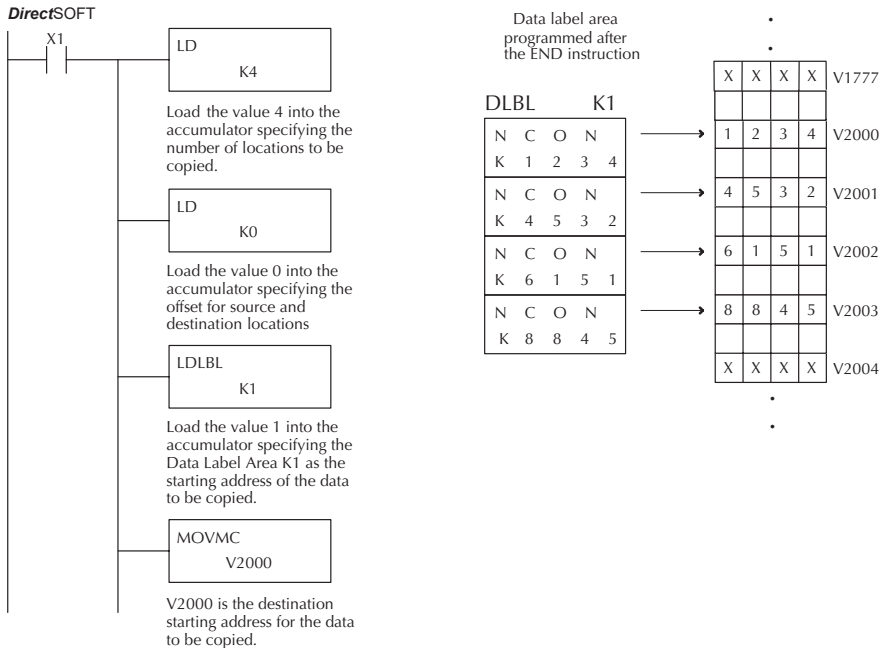 DirectSOFT
X1
LD
K4
Load the value 4 into the
accumulator specifying the
number of locations to be
copied.
LD
K0
Load the value 0 into the
accumulator specifying the
offset for source and
destination locations
LDLBL
K1
Load the value 1 into the
accumulator specifying the
Data Label Area K1 as the
starting address of the data
to be copied.
MOVMC
V2000
V2000 is the destination
starting address for the data
to be copied.
Data label area
programmed after
the END instruction
DLBL K1
N C O N
K 1 2 3 4
N C O N
K 4 5 3 2
N C O N
K 6 1 5 1
N C O N
K 8 8 4 5
X X X X V1777
1 2 3 4 V2000
4 5 3 2 V2001
6 1 5 1 V2002
8 8 4 5 V2003
X X X X V2004